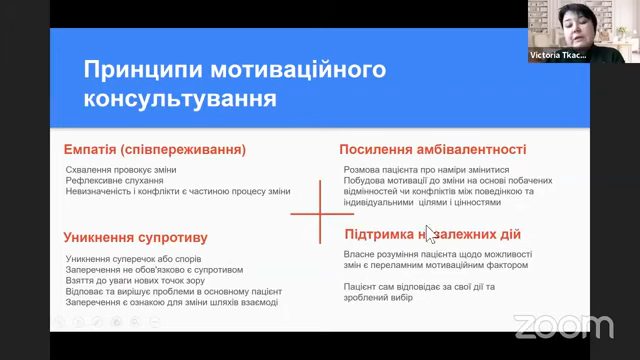 Принципи мотиваційного
консультування
Емпатія (співпереживання)
Схвалення провокує зміни
Рефлексивне слухання
Невизначеність і конфлікти є частиною процесу зміни
Посилення амбівалентності
Розмова пацієнта про наміри змінитися
Побудова мотивації до зміни на основі побачених
відмінностей чи конфліктів між поведінкою та
індивідуальними цілями і цінностями
Уникнення супротиву
Уникнення суперечок або спорів
Заперечення не обов'язково є супротивом
Взяття до уваги нових точок зору
Відповає та вирішує проблеми в основному пацієнт
Заперечення є ознакою для зміни шляхів взаємоді
Підтримка незалежних дій
Власне розуміння пацієнта щодо можливості
змін є переламним мотиваційним фактором
Пацієнт сам відповідає за свої дії та
зроблений вибір
Victoria Tkac...
zoom